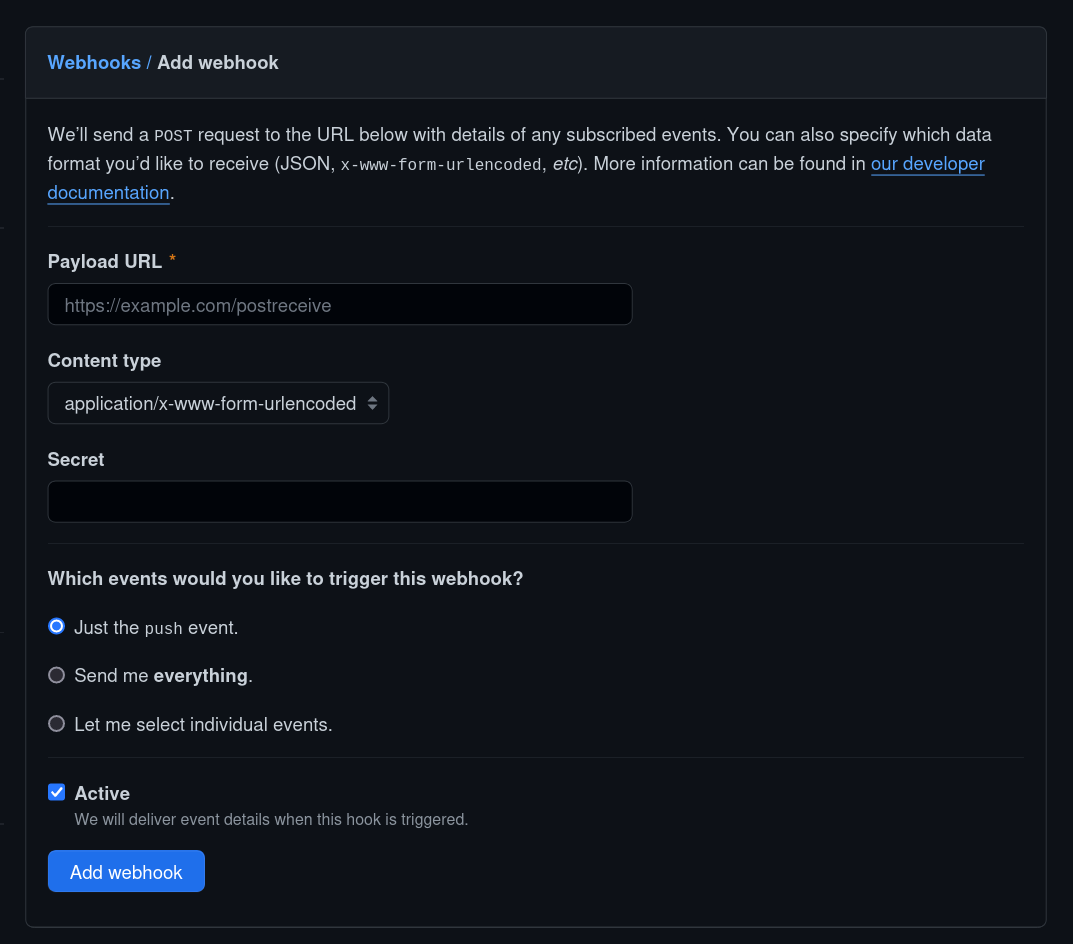 Webhooks / Add webhook
We’ll send a POST request to the URL below with details of any subscribed events. You can also specify which data
format you’d like to receive (JSON, x-www-form-urlencoded, etc). More information can be found in our developer
documentation.
Payload URL *
https://example.com/postreceive
Content type
application/x-www-form-urlencoded
Secret
Which events would you like to trigger this webhook?
Just the push event.
Send me everything.
Let me select individual events.
Active
We will deliver event details when this hook is triggered.
Add webhook